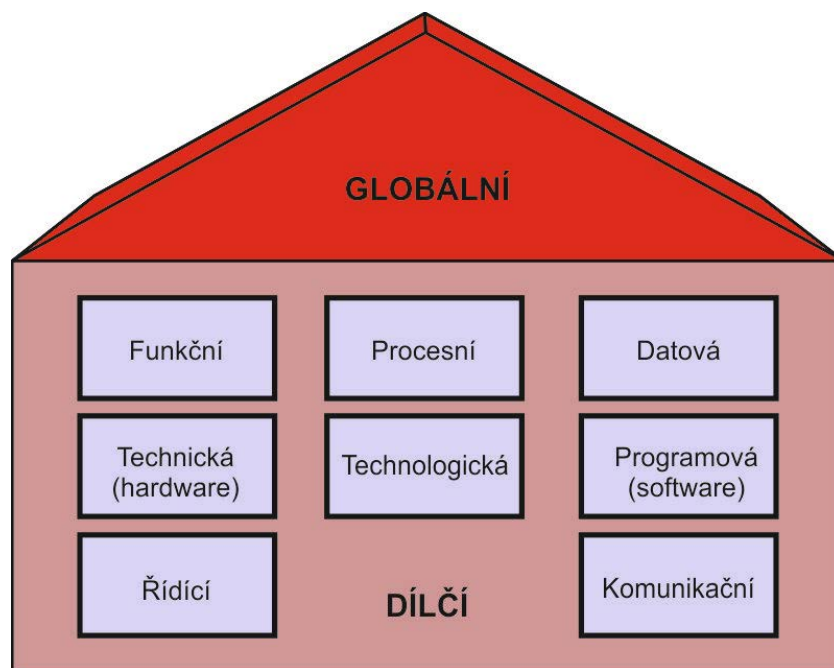 GLOBÁLNÍ
Funkční
Procesní
Datová
Technická
(hardware)
Technologická
Programová
(software)
Řídící
DÍLČÍ
Komunikační